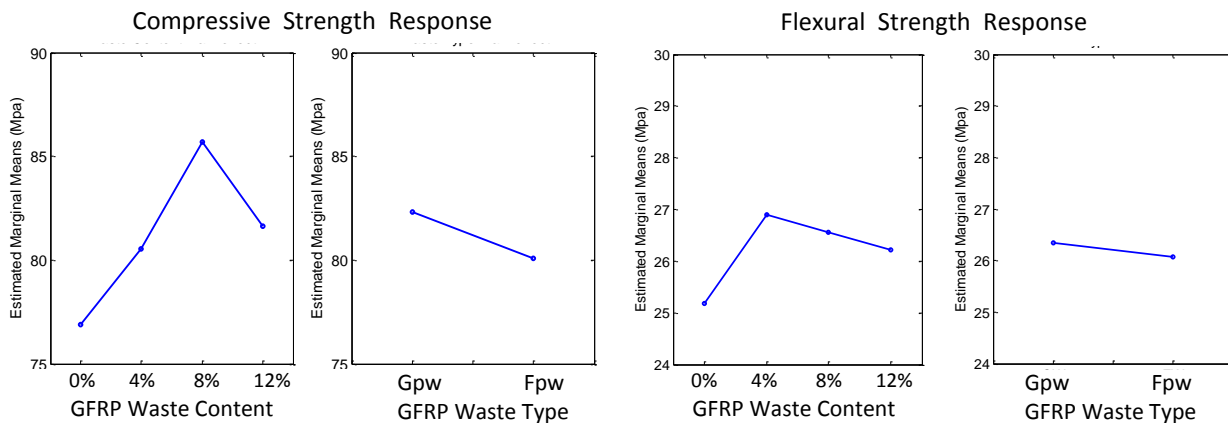 Compressive Strength Response
Flexural Strength Response
Estimated Marginal Means (Mpa)
90
85
80
75
0% 4% 8% 12%
GFRP Waste Content
Estimated Marginal Means (Mpa)
90
85
80
75
Gpw Fpw
GFRP Waste Type
Estimated Marginal Means (Mpa)
30
29
28
27
26
25
24
0% 4% 8% 12%
GFRP Waste Content
Estimated Marginal Means (Mpa)
30
29
28
27
26
25
24
Gpw Fpw
GFRP Waste Type